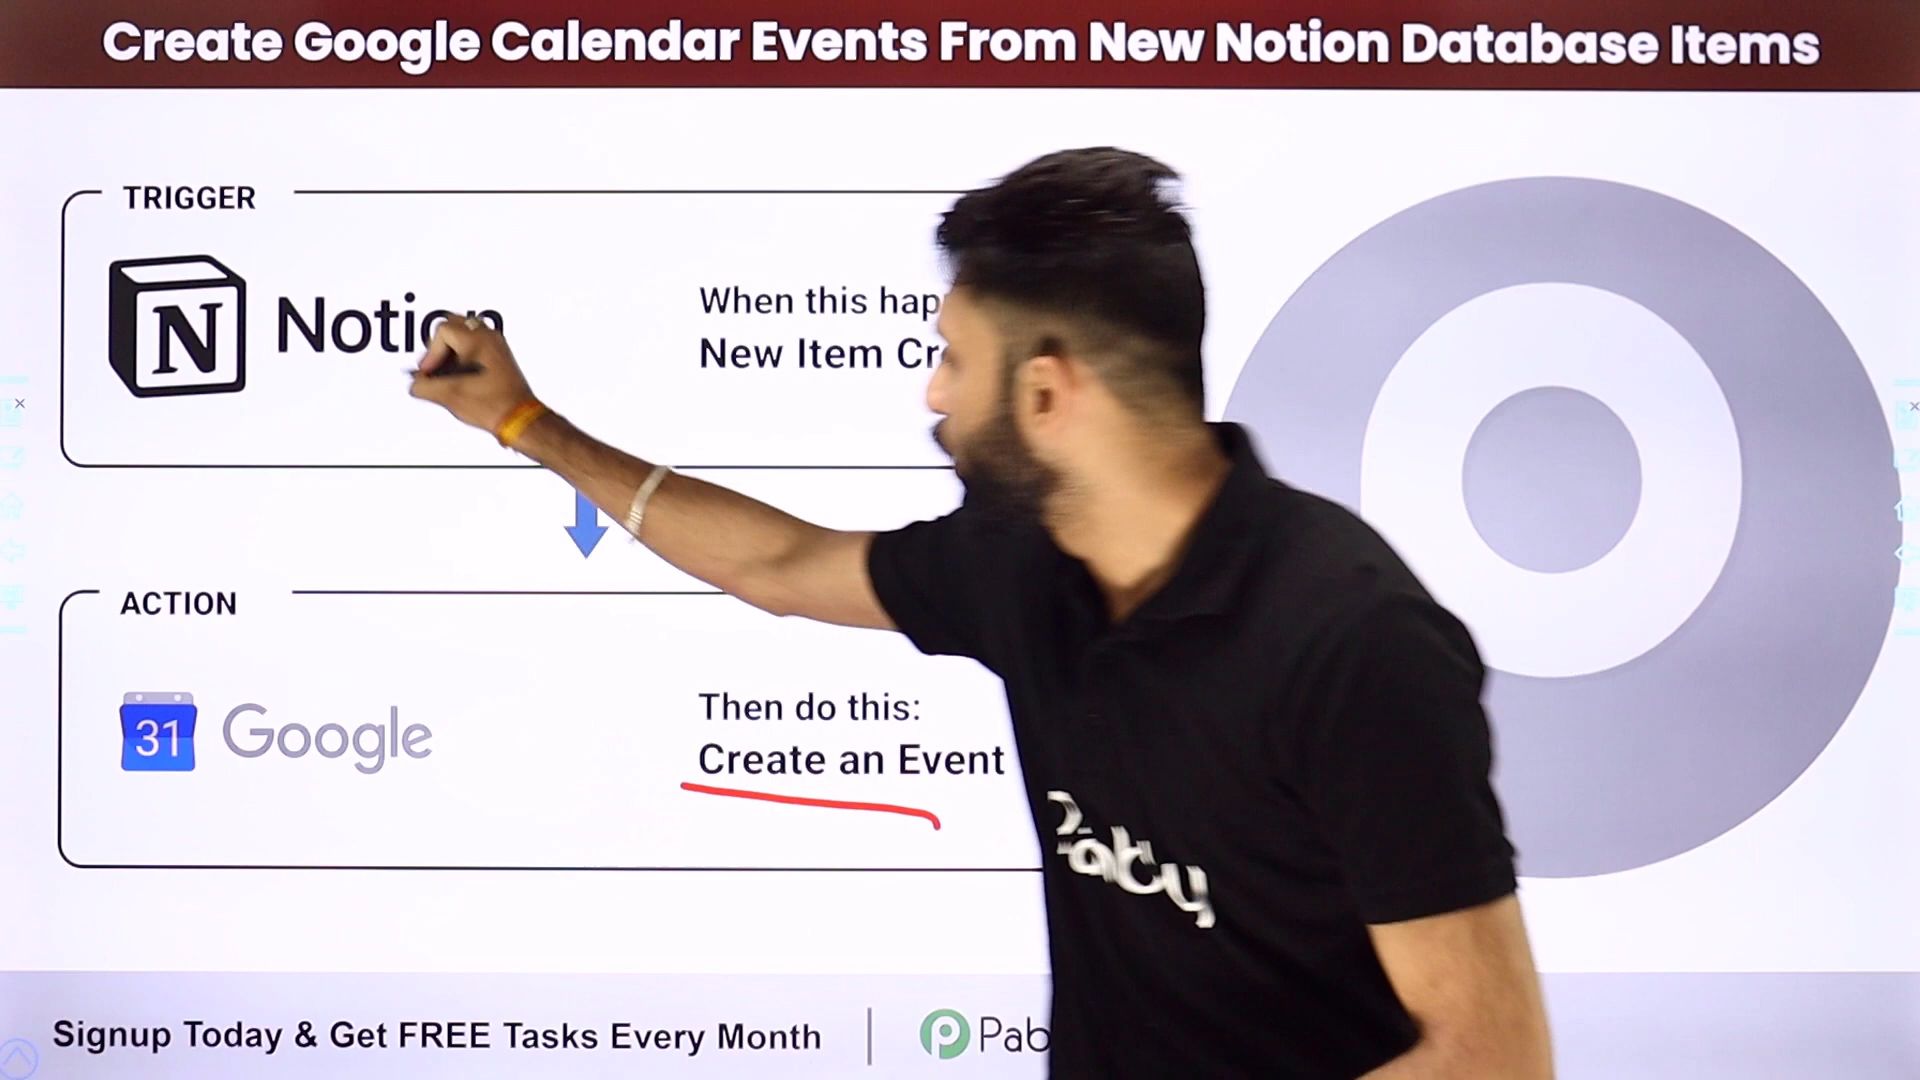 Create Google Calendar Events From New Notion Database Items
TRIGGER
N Notion
When this hap
New Item Cr
ACTION
31 Google
Then do this:
Create an Event
Signup Today & Get FREE Tasks Every Month
Pab